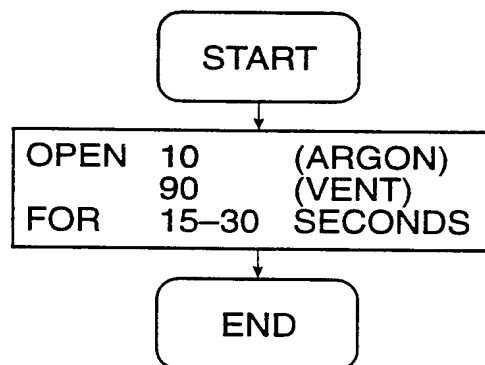 START
OPEN 10 (ARGON)
90 (VENT)
FOR 15–30 SECONDS
END